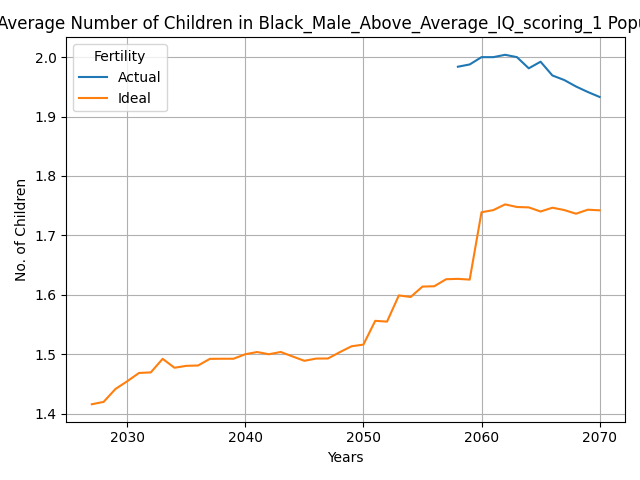 Average Number of Children in Black_Male_Above_Average_IQ_scoring_1 Popu
Fertility
Actual
Ideal
2.0
1.9
1.8
1.7
1.6
1.5
1.4
No. of Children
2030 2040 2050 2060 2070
Years